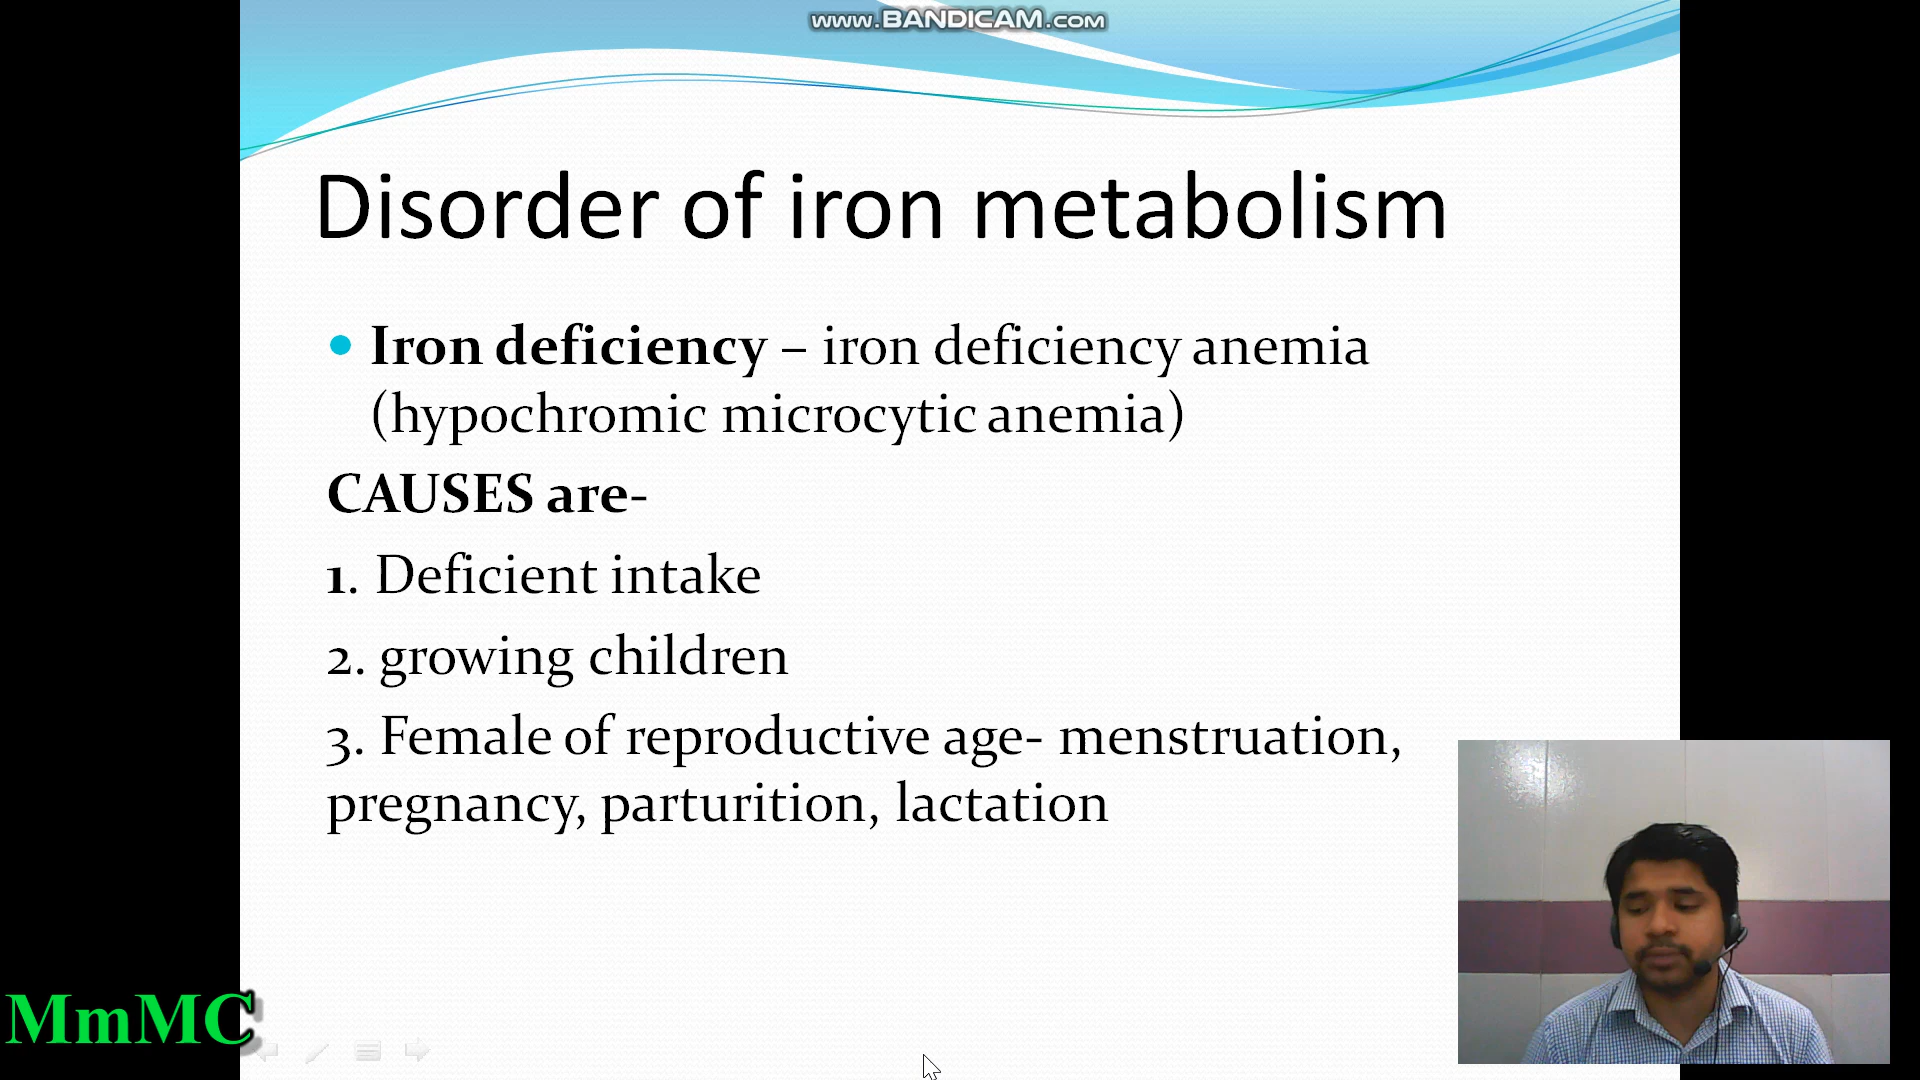 www.BANDICAM.com
Disorder of iron metabolism
• Iron deficiency – iron deficiency anemia
(hypochromic microcytic anemia)
CAUSES are-
1. Deficient intake
2. growing children
3. Female of reproductive age- menstruation,
pregnancy, parturition, lactation
MmMC